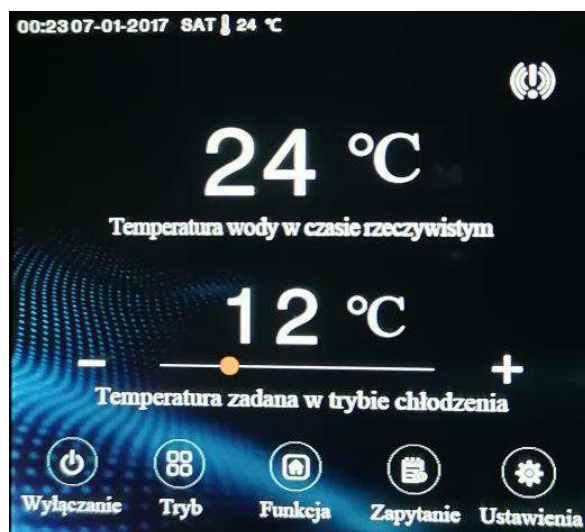 00:23 07-01-2017 SAT 24 ℃
24 ℃
Temperatura wody w czasie rzeczywistym
12 ℃
- +
Temperatura zadana w trybie chłodzenia
Wyłączanie Tryb Funkcja Zapytanie Ustawienia